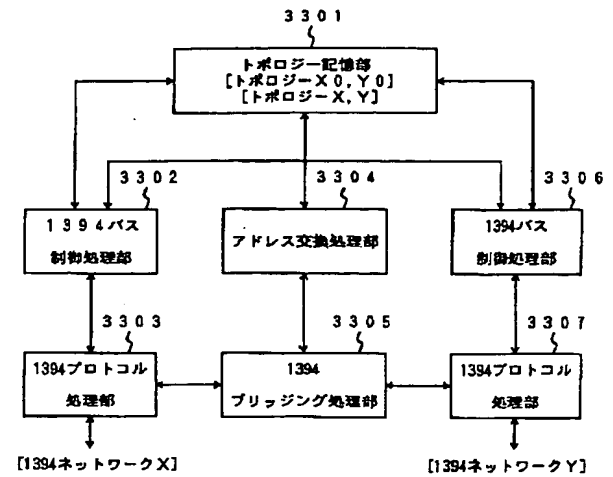 3301
トポロジー記憶部
[トポロジーX0,Y0]
[トポロジーX,Y]
3302
3304
3306
1394バス
制御処理部
アドレス交換処理部
1394バス
制御処理部
3303
3305
3307
1394プロトコル
処理部
1394
ブリッジング処理部
1394プロトコル
処理部
[1394ネットワークX]
[1394ネットワークY]